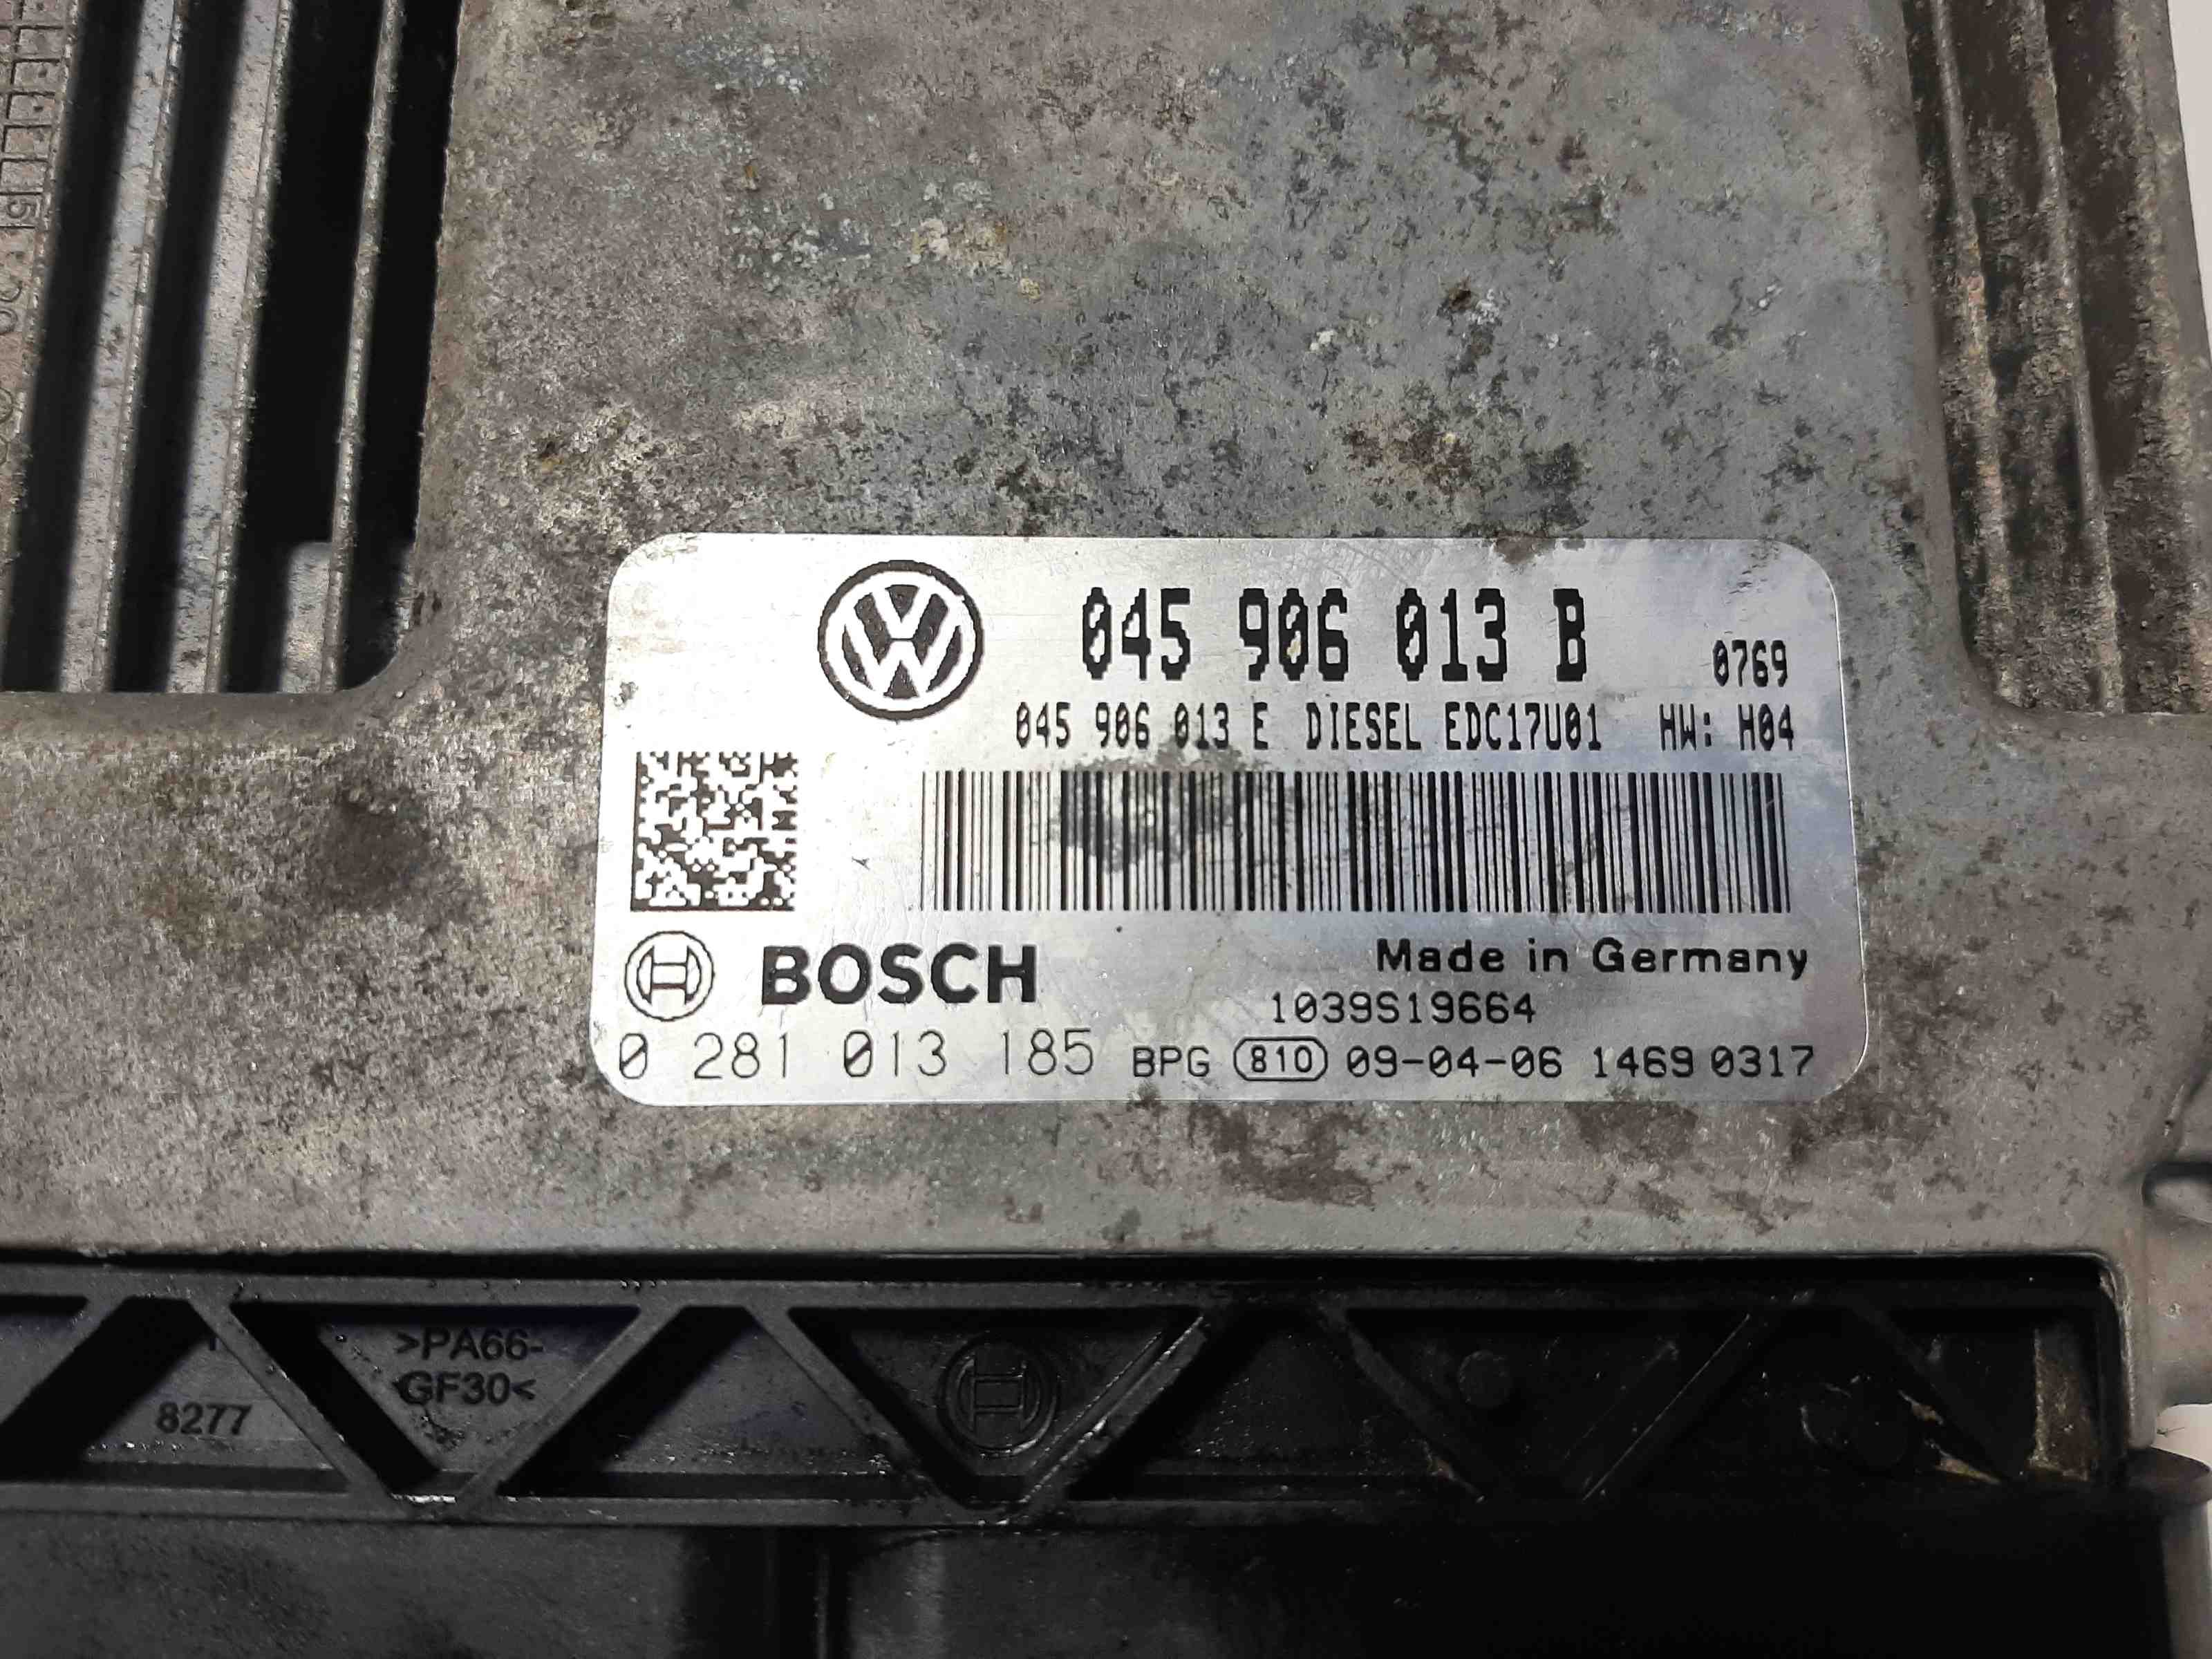 045 906 013 B 0769
045 906 013 E DIESEL EDC17U01 HW: H04
BOSCH
Made in Germany
1039S19664
0 281 013 185 BPG 810 09-04-06 1469 0317
>PA66-
GF30<
8277